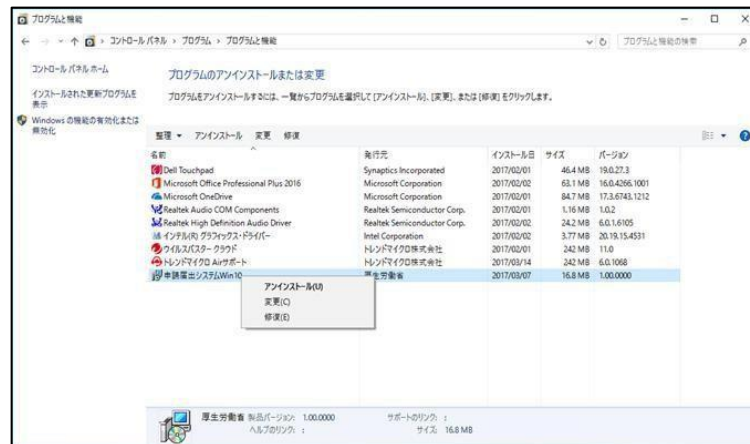 プログラムと機能
コントロール パネル › プログラム › プログラムと機能
プログラムと機能の検索
コントロール パネル ホーム
インストールされた更新プログラムを
表示
Windows の機能の有効化または
無効化
プログラムのアンインストールまたは変更
プログラムをアンインストールするには、一覧からプログラムを選択して [アンインストール]、[変更]、または [修復] をクリックします。
整理 アンインストール 変更 修復
名前 発行元 インストール日 サイズ バージョン
Dell Touchpad Synaptics Incorporated 2017/02/01 46.4 MB 19.0.27.3
Microsoft Office Professional Plus 2016 Microsoft Corporation 2017/02/02 63.1 MB 16.0.4266.1001
Microsoft OneDrive Microsoft Corporation 2017/02/01 84.7 MB 17.3.6743.1212
Realtek Audio COM Components Realtek Semiconductor Corp. 2017/02/02 1.16 MB 1.0.2
Realtek High Definition Audio Driver Realtek Semiconductor Corp. 2017/02/02 24.2 MB 6.0.1.6105
インテル(R) グラフィックス・ドライバー Intel Corporation 2017/02/02 3.77 MB 20.19.15.4531
ウイルスバスター クラウド トレンドマイクロ株式会社 2017/02/01 242 MB 11.0
トレンドマイクロ Airサポート トレンドマイクロ株式会社 2017/03/14 242 MB 6.0.1068
申請届出システムWin10 厚生労働省 2017/03/07 16.8 MB 1.00.0000
アンインストール(U)
変更(C)
修復(E)
厚生労働省 製品バージョン: 1.00.0000 サポートのリンク: :
ヘルプのリンク: : サイズ: 16.8 MB